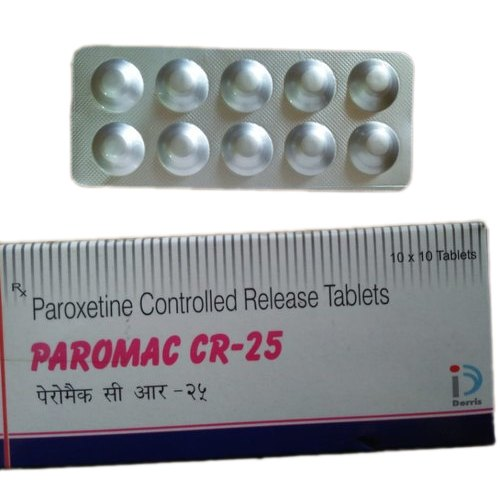 10 x 10 Tablets
Rx Paroxetine Controlled Release Tablets
PAROMAC CR-25
पेरोमैक सी आर -२५
Dorris